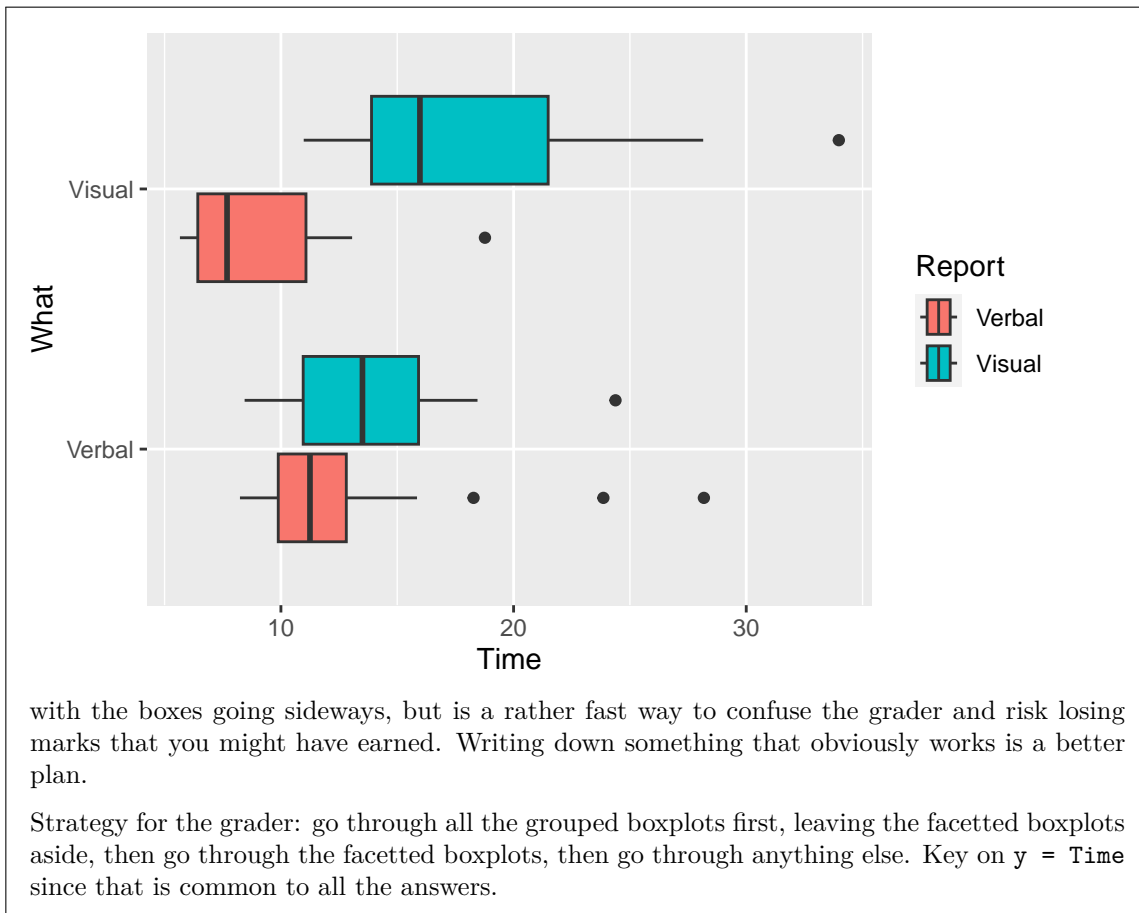 Visual
Verbal
What
10
20
30
Time
Report
Verbal
Visual
with the boxes going sideways, but is a rather fast way to confuse the grader and risk losing
marks that you might have earned. Writing down something that obviously works is a better
plan.
Strategy for the grader: go through all the grouped boxplots first, leaving the facetted boxplots
aside, then go through the facetted boxplots, then go through anything else. Key on y = Time
since that is common to all the answers.